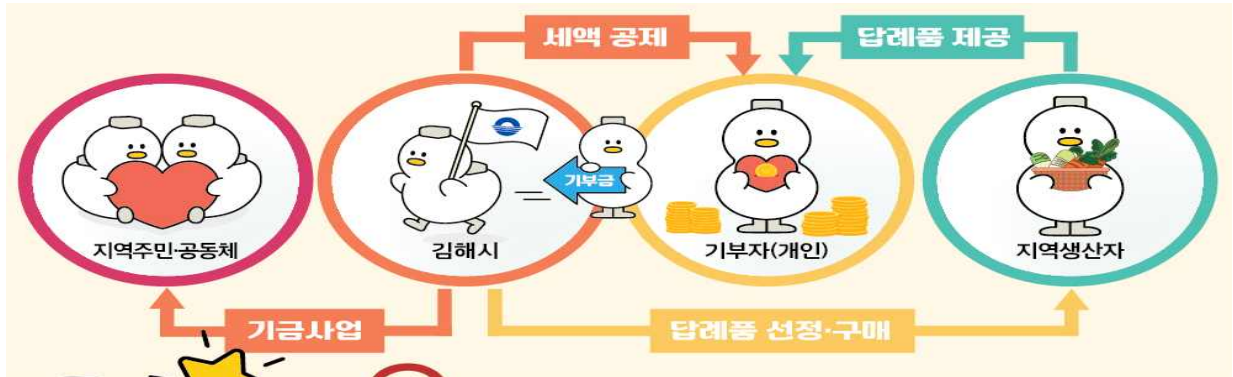 세액 공제
답례품 제공
기부금
지역주민·공동체
김해시
기부자(개인)
지역생산자
기금사업
답례품 선정·구매